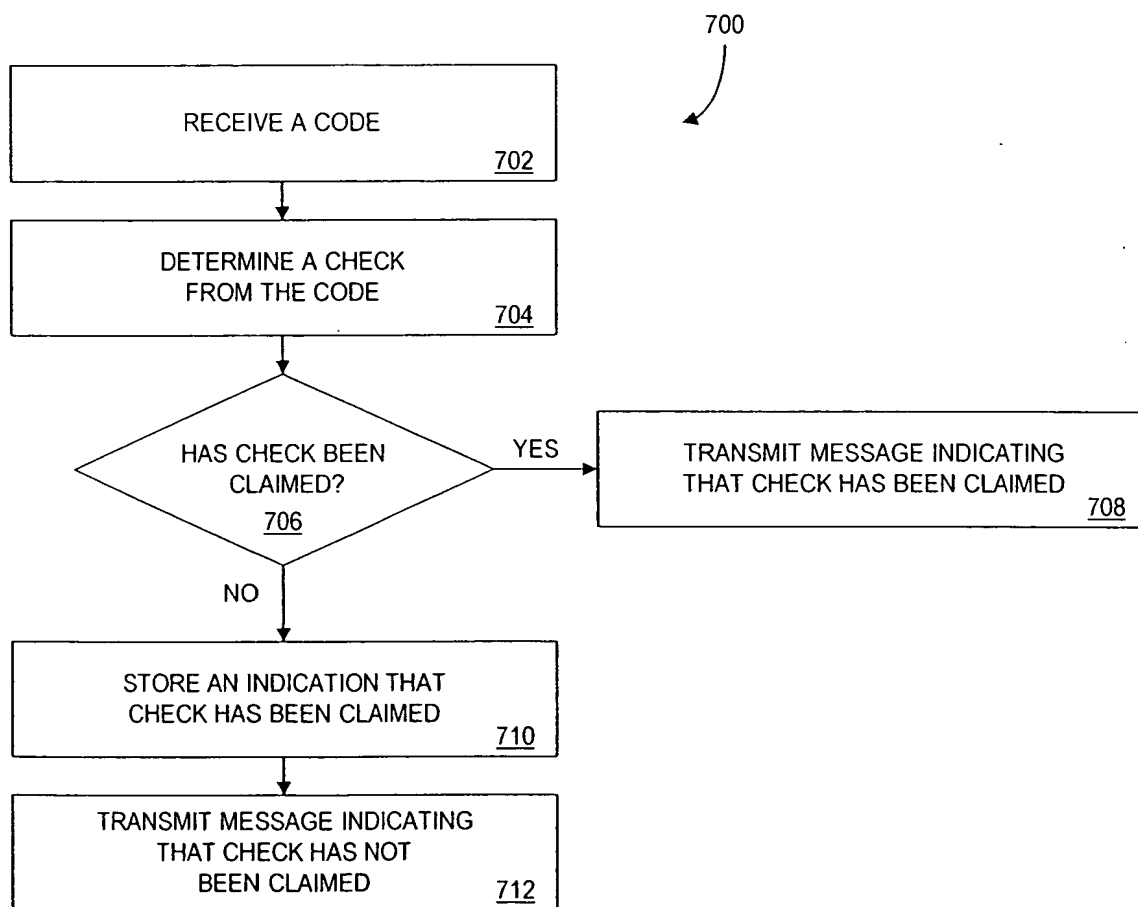 700
RECEIVE A CODE
702
DETERMINE A CHECK
FROM THE CODE
704
HAS CHECK BEEN
CLAIMED?
706
YES
TRANSMIT MESSAGE INDICATING
THAT CHECK HAS BEEN CLAIMED
708
NO
STORE AN INDICATION THAT
CHECK HAS BEEN CLAIMED
710
TRANSMIT MESSAGE INDICATING
THAT CHECK HAS NOT
BEEN CLAIMED
712